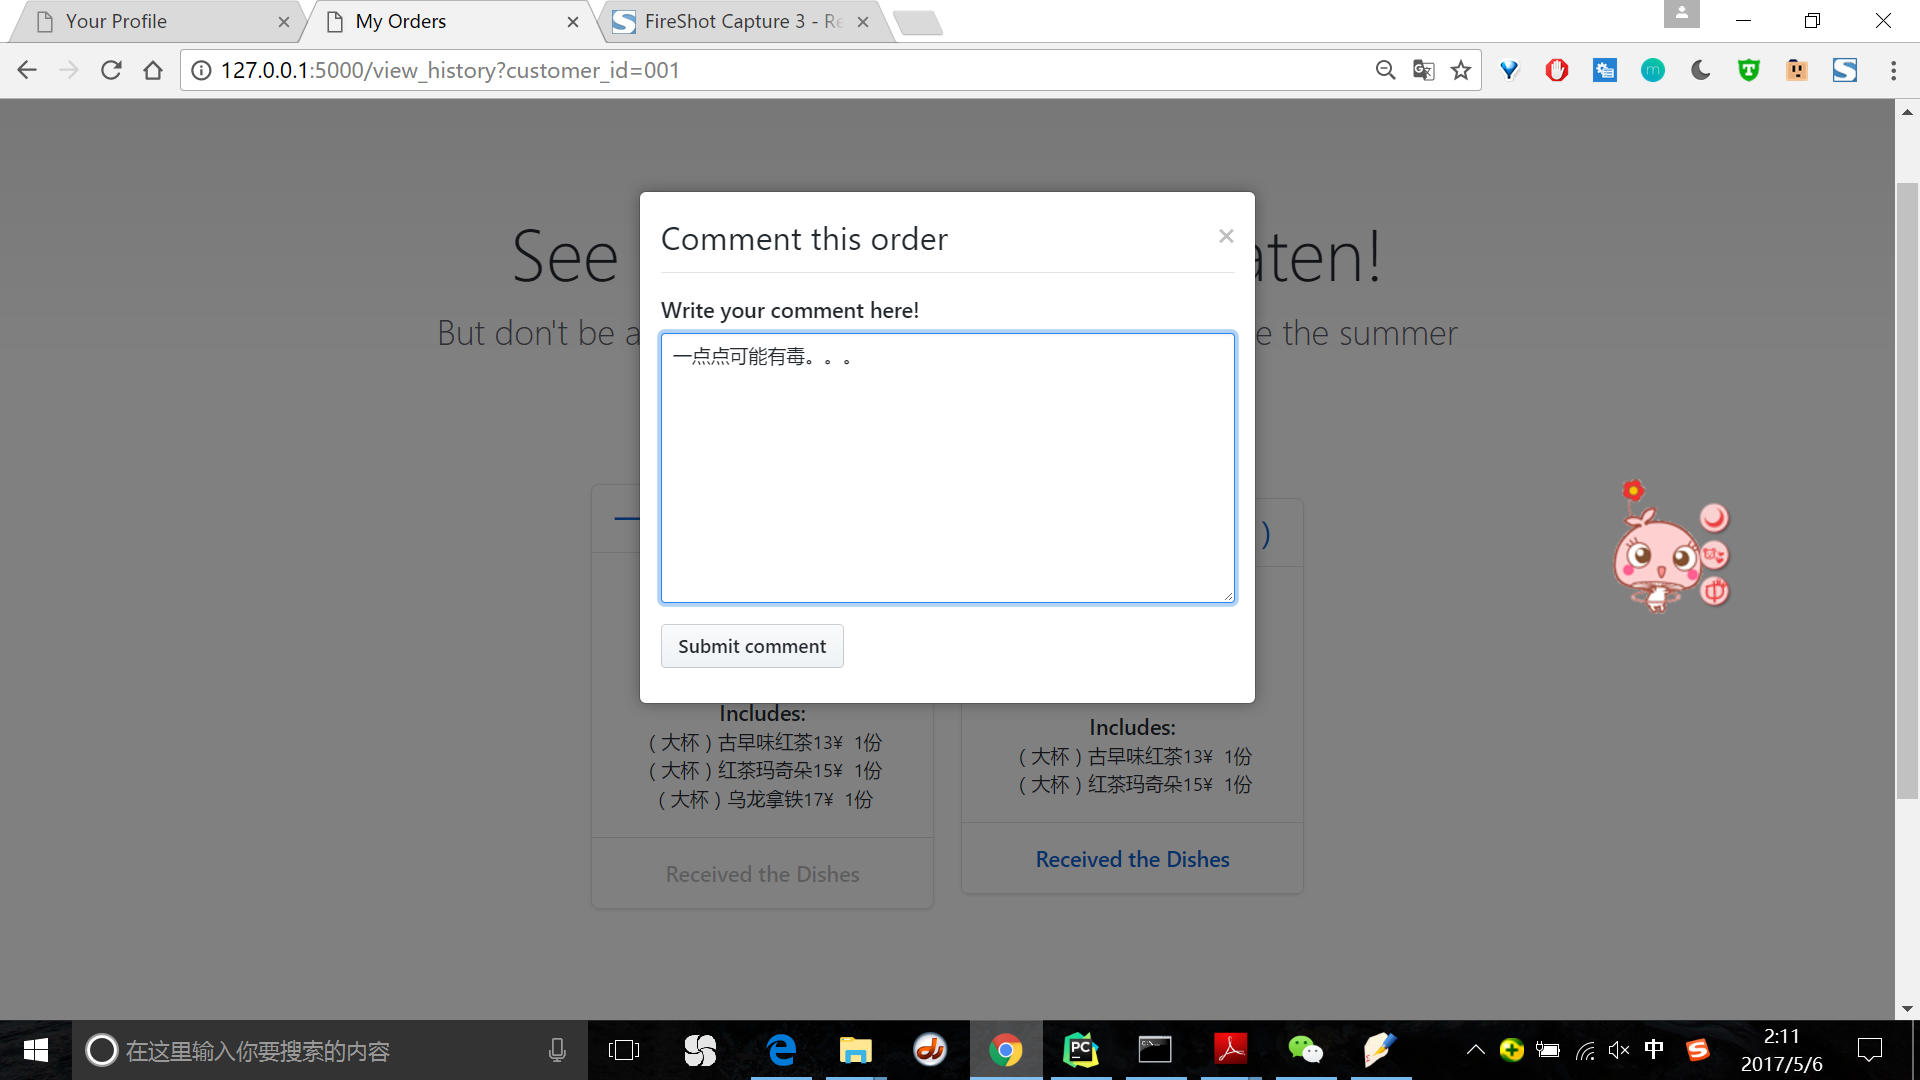 Your Profile
My Orders
FireShot Capture 3 - Re
127.0.0.1:5000/view_history?customer_id=001
See
aten!
But don't be a
e the summer
Comment this order
×
Write your comment here!
一点点可能有毒。。。
Submit comment
)
Includes:
（大杯）古早味红茶13¥ 1份
（大杯）红茶玛奇朵15¥ 1份
（大杯）乌龙拿铁17¥ 1份
Received the Dishes
Includes:
（大杯）古早味红茶13¥ 1份
（大杯）红茶玛奇朵15¥ 1份
Received the Dishes
中
在这里输入你要搜索的内容
PC
中
2:11
2017/5/6